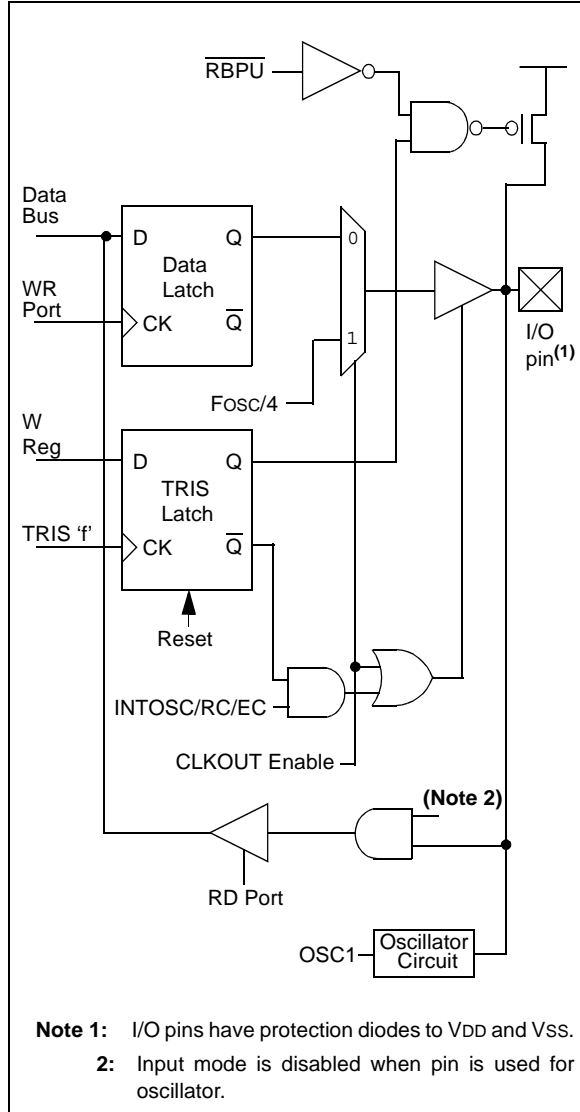 RBPU
Data
Bus
D
Q
Data
Latch
WR
Port
CK
Q
0
1
I/O
pin(1)
FOSC/4
W
Reg
D
Q
TRIS
Latch
TRIS 'f'
CK
Q
Reset
INTOSC/RC/EC
CLKOUT Enable
(Note 2)
RD Port
OSC1
Oscillator
Circuit
Note 1: I/O pins have protection diodes to VDD and VSS.
2: Input mode is disabled when pin is used for
oscillator.